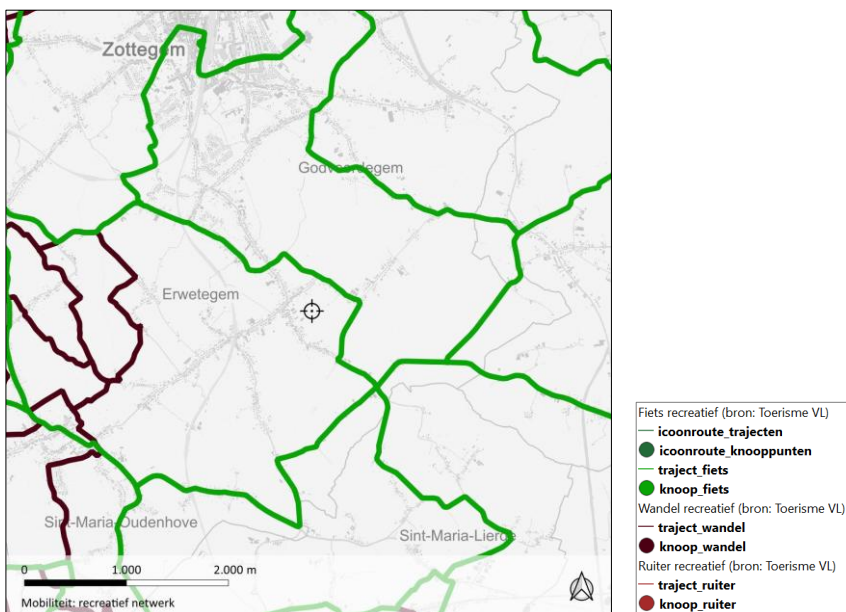 Zottegem
Godveerdegem
Erwetegem
Sint-Maria-Oudenhove
Sint-Maria-Lierde
0 1.000 2.000 m
Mobiliteit: recreatief netwerk
Fiets recreatief (bron: Toerisme VL)
icoonroute_trajecten
icoonroute_knooppunten
traject_fiets
knoop_fiets
Wandel recreatief (bron: Toerisme VL)
traject_wandel
knoop_wandel
Ruiter recreatief (bron: Toerisme VL)
traject_ruiter
knoop_ruiter